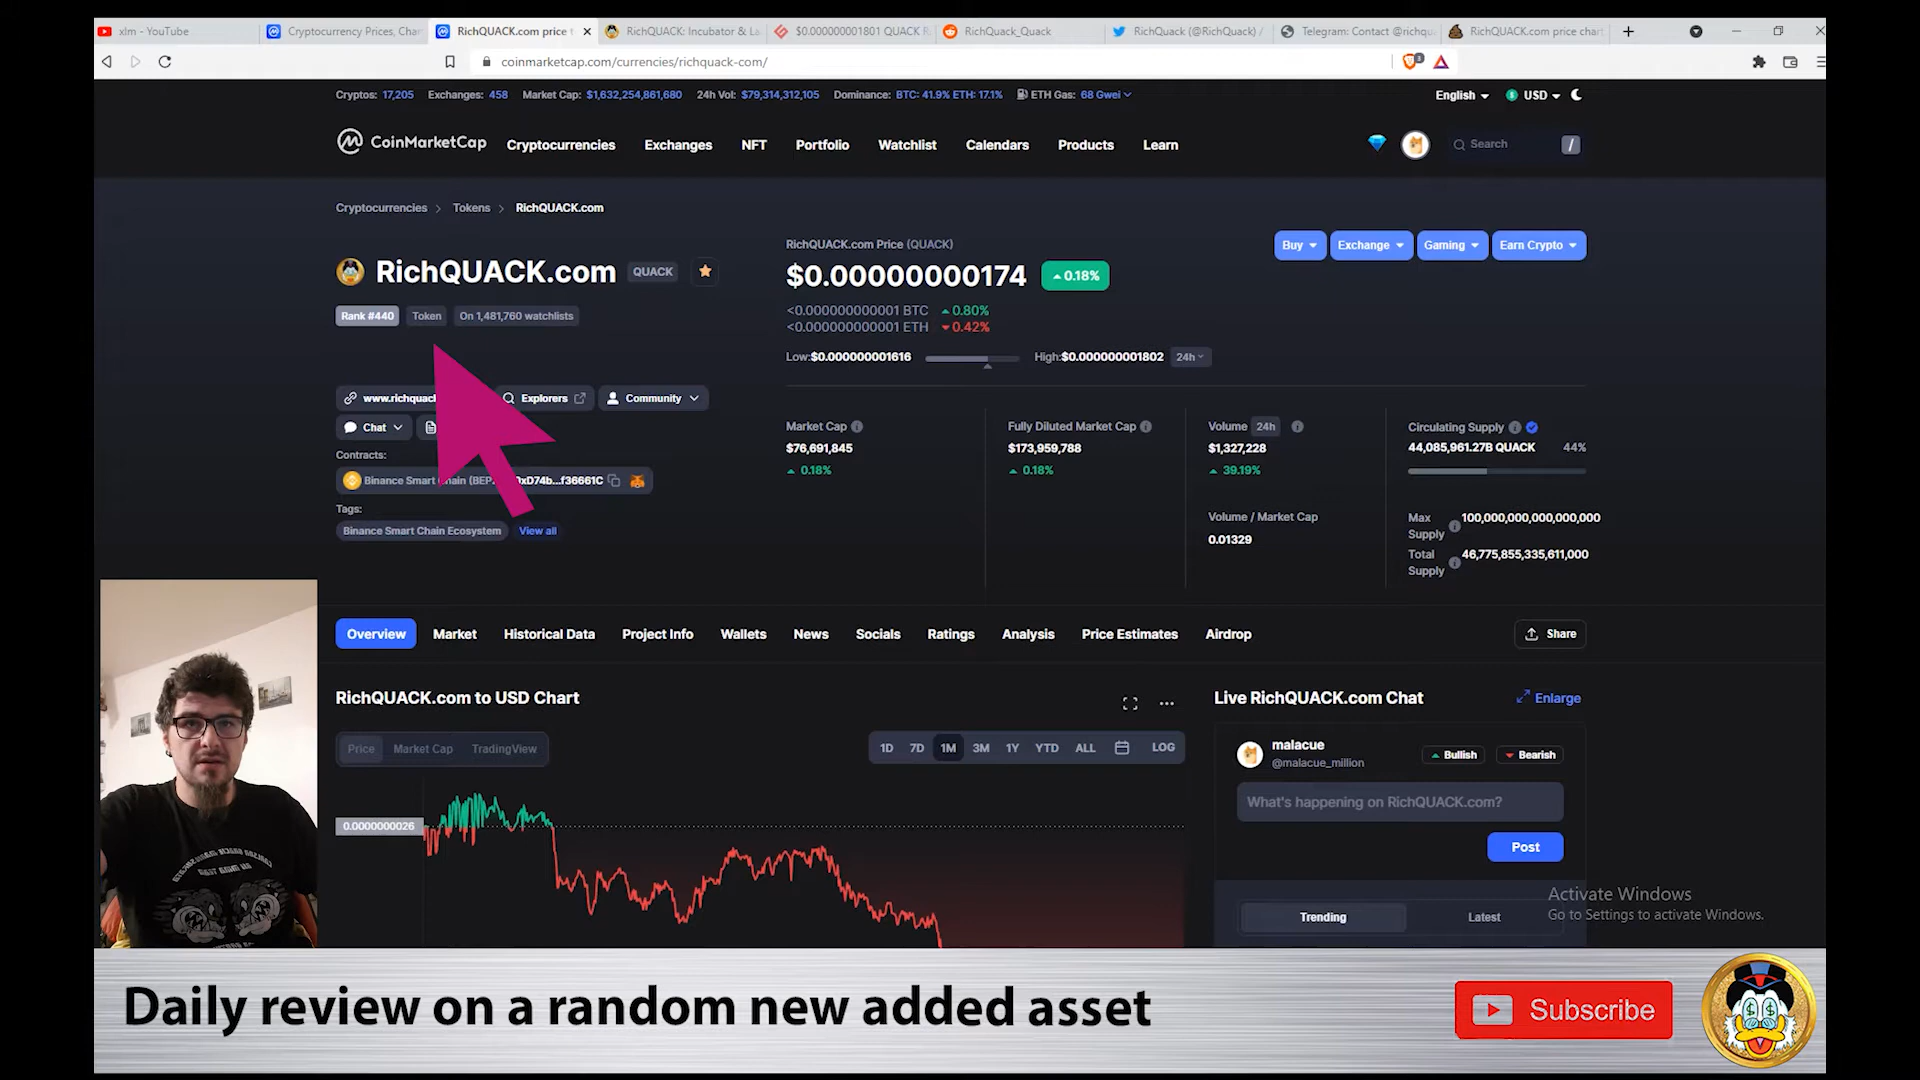 xlm - YouTube
Cryptocurrency Prices, Cha
RichQUACK.com price t
RichQUACK: Incubator & La
$0.000000001801 QUACK R
RichQuack_Quack
RichQuack (@RichQuack) /
Telegram: Contact @richqu
RichQUACK.com price chart
coinmarketcap.com/currencies/richquack-com/
Cryptos: 17,205 Exchanges: 458 Market Cap: $1,632,254,861,680 24h Vol: $79,314,312,105 Dominance: BTC: 41.9% ETH: 17.1% ETH Gas: 68 Gwei
English USD
CoinMarketCap
Cryptocurrencies Exchanges NFT Portfolio Watchlist Calendars Products Learn
Search /
Cryptocurrencies > Tokens > RichQUACK.com
RichQUACK.com QUACK
Rank #440 Token On 1,481,760 watchlists
www.richquac Explorers Community
Chat
Contracts:
Binance Smart Chain (BEP. 0xD74b...f36661C
Tags:
Binance Smart Chain Ecosystem View all
RichQUACK.com Price (QUACK)
$0.00000000174 0.18%
<0.000000000001 BTC 0.80%
<0.000000000001 ETH 0.42%
Low:$0.000000001616 High:$0.000000001802 24h
Buy Exchange Gaming Earn Crypto
Market Cap
$76,691,845
0.18%
Fully Diluted Market Cap
$173,959,788
0.18%
Volume 24h
$1,327,228
39.19%
Volume / Market Cap
0.01329
Circulating Supply
44,085,961.27B QUACK 44%
Max Supply 100,000,000,000,000,000
Total Supply 46,775,855,335,611,000
Overview Market Historical Data Project Info Wallets News Socials Ratings Analysis Price Estimates Airdrop
Share
RichQUACK.com to USD Chart
Price Market Cap TradingView
1D 7D 1M 3M 1Y YTD ALL LOG
0.0000000026
Live RichQUACK.com Chat
Enlarge
malacue
@malacue_million
Bullish Bearish
What's happening on RichQUACK.com?
Post
Trending Latest
Activate Windows
Go to Settings to activate Windows.
Daily review on a random new added asset
Subscribe